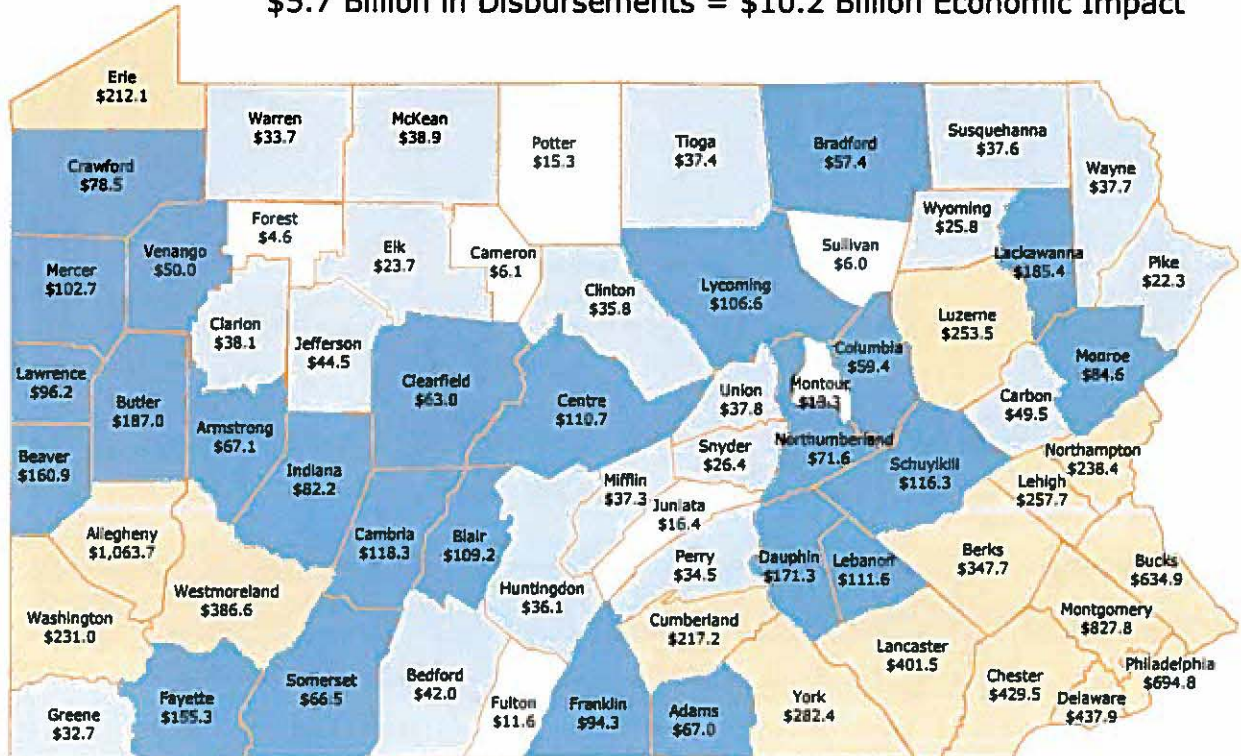 $5.7 Billion in Disbursements = $10.2 Billion Economic Impact
Erie
$212.1
Warren
$33.7
McKean
$38.9
Potter
$15.3
Tioga
$37.4
Bradford
$57.4
Susquehanna
$37.6
Wayne
$37.7
Crawford
$78.5
Forest
$4.6
Wyoming
$25.8
Mercer
$102.7
Venango
$50.0
Elk
$23.7
Cameron
$6.1
Clinton
$35.8
Lycoming
$106.6
Sullivan
$6.0
Lackawanna
$185.4
Pike
$22.3
Clarion
$38.1
Jefferson
$44.5
Luzerne
$253.5
Lawrence
$96.2
Butler
$187.0
Clearfield
$63.0
Centre
$110.7
Union
$37.8
Montour
$13.3
Columbia
$59.4
Carbon
$49.5
Monroe
$84.6
Beaver
$160.9
Armstrong
$67.1
Indiana
$82.2
Snyder
$26.4
Northumberland
$71.6
Schuylkill
$116.3
Northampton
$238.4
Lehigh
$257.7
Mifflin
$37.3
Juniata
$16.4
Allegheny
$1,063.7
Cambria
$118.3
Blair
$109.2
Perry
$34.5
Dauphin
$171.3
Lebanon
$111.6
Berks
$347.7
Bucks
$634.9
Westmoreland
$386.6
Huntingdon
$36.1
Washington
$231.0
Cumberland
$217.2
Montgomery
$827.8
Lancaster
$401.5
Philadelphia
$694.8
Chester
$429.5
Delaware
$437.9
Greene
$32.7
Fayette
$155.3
Somerset
$66.5
Bedford
$42.0
Fulton
$11.6
Franklin
$94.3
Adams
$67.0
York
$282.4